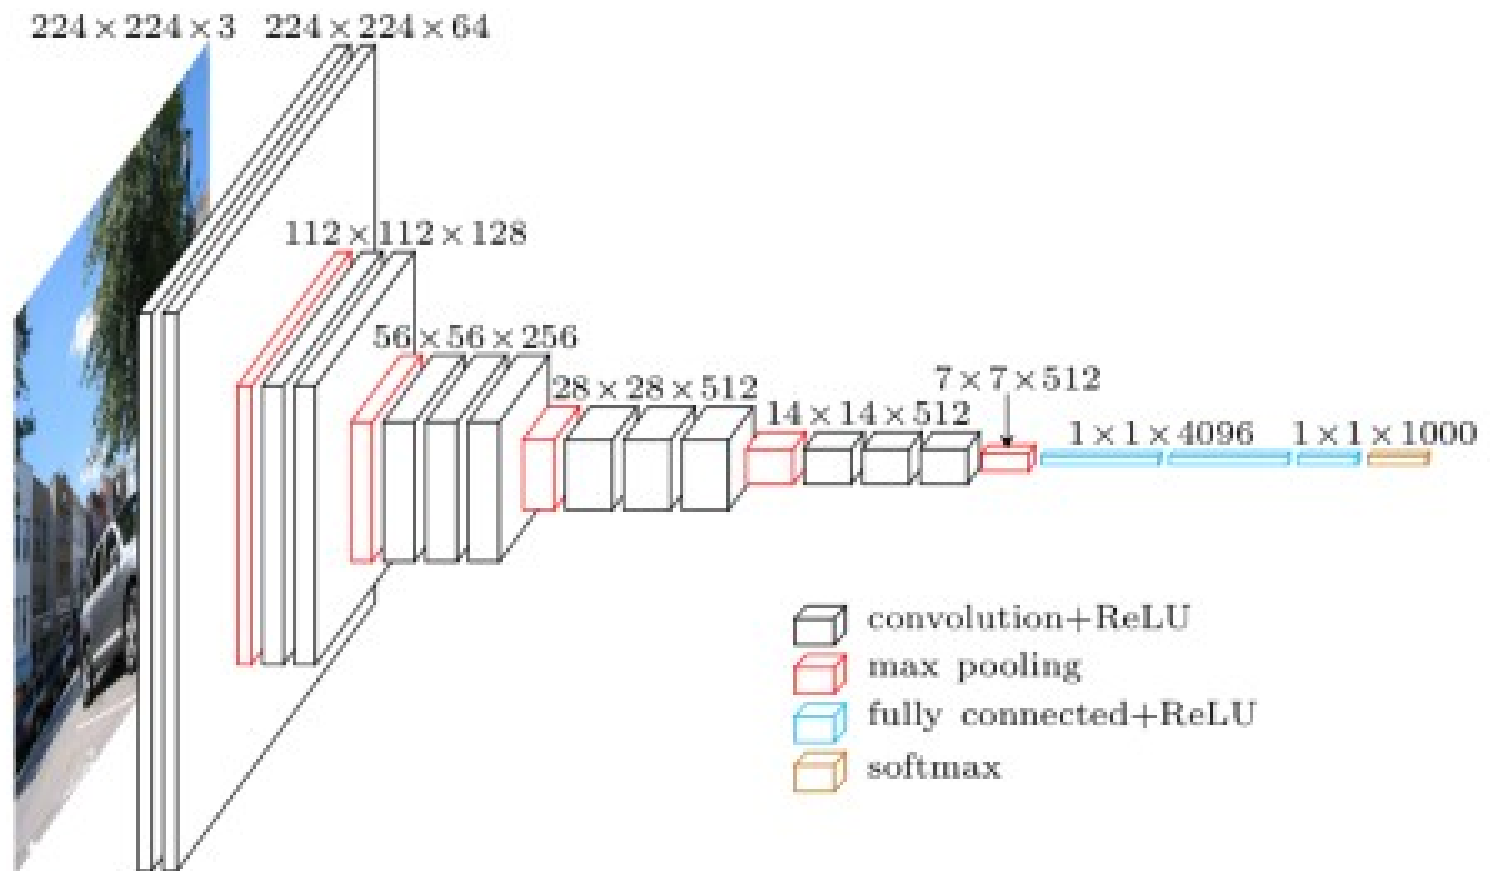 224 × 224 × 3
224 × 224 × 64
112 × 112 × 128
56 × 56 × 256
28 × 28 × 512
14 × 14 × 512
7 × 7 × 512
1 × 1 × 4096
1 × 1 × 1000
convolution+ReLU
max pooling
fully connected+ReLU
softmax